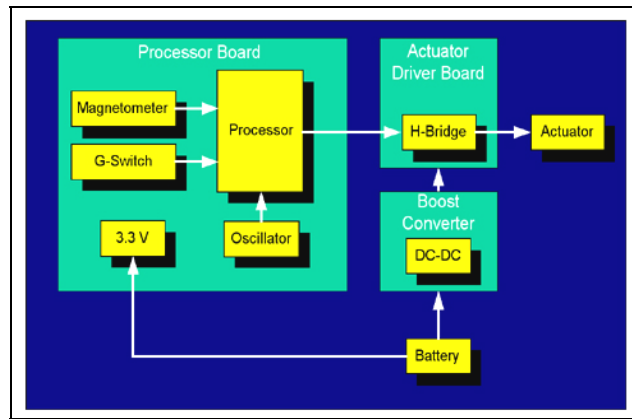 Processor Board
Actuator
Driver Board
Magnetometer
Processor
H-Bridge
Actuator
G-Switch
Boost
Converter
3.3 V
Oscillator
DC-DC
Battery